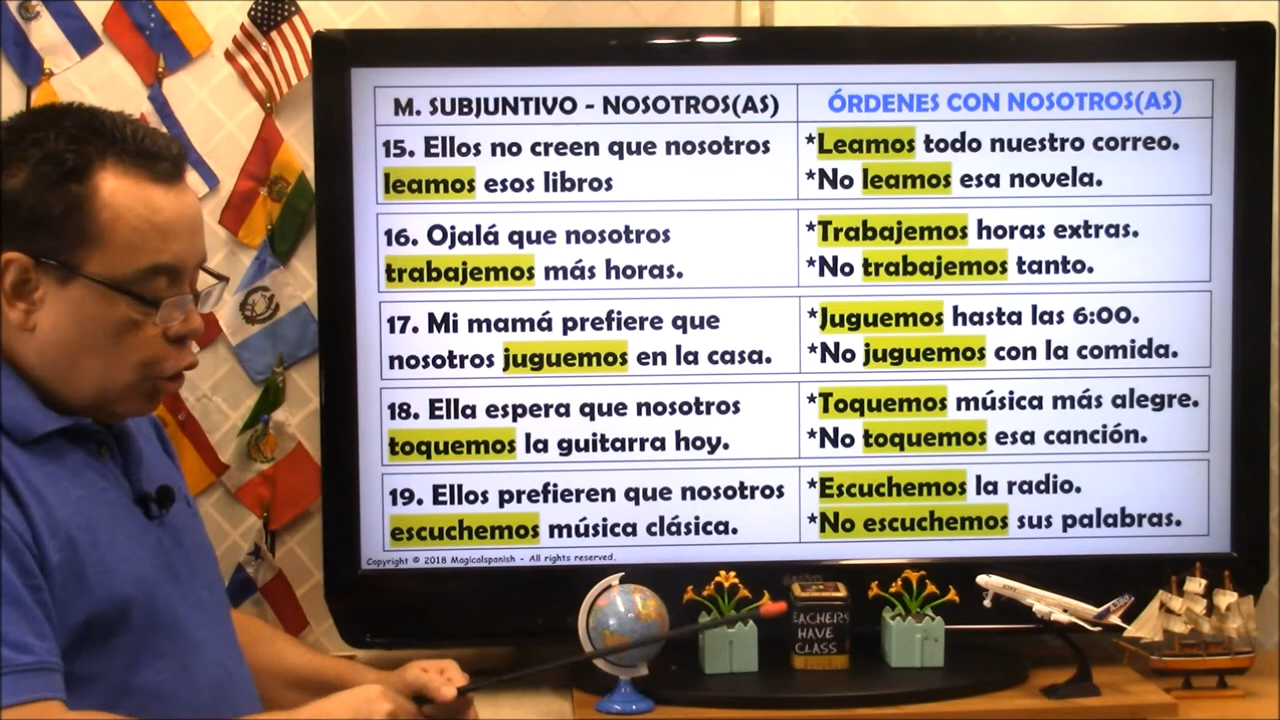 M. SUBJUNTIVO - NOSOTROS(AS)
ÓRDENES CON NOSOTROS(AS)
15. Ellos no creen que nosotros
leamos esos libros
*Leamos todo nuestro correo.
*No leamos esa novela.
16. Ojalá que nosotros
trabajemos más horas.
*Trabajemos horas extras.
*No trabajemos tanto.
17. Mi mamá prefiere que
nosotros juguemos en la casa.
*Juguemos hasta las 6:00.
*No juguemos con la comida.
18. Ella espera que nosotros
toquemos la guitarra hoy.
*Toquemos música más alegre.
*No toquemos esa canción.
19. Ellos prefieren que nosotros
escuchemos música clásica.
*Escuchemos la radio.
*No escuchemos sus palabras.
Copyright © 2018 Magicalspanish - All rights reserved.
EACHERS
HAVE
CLASS
A380